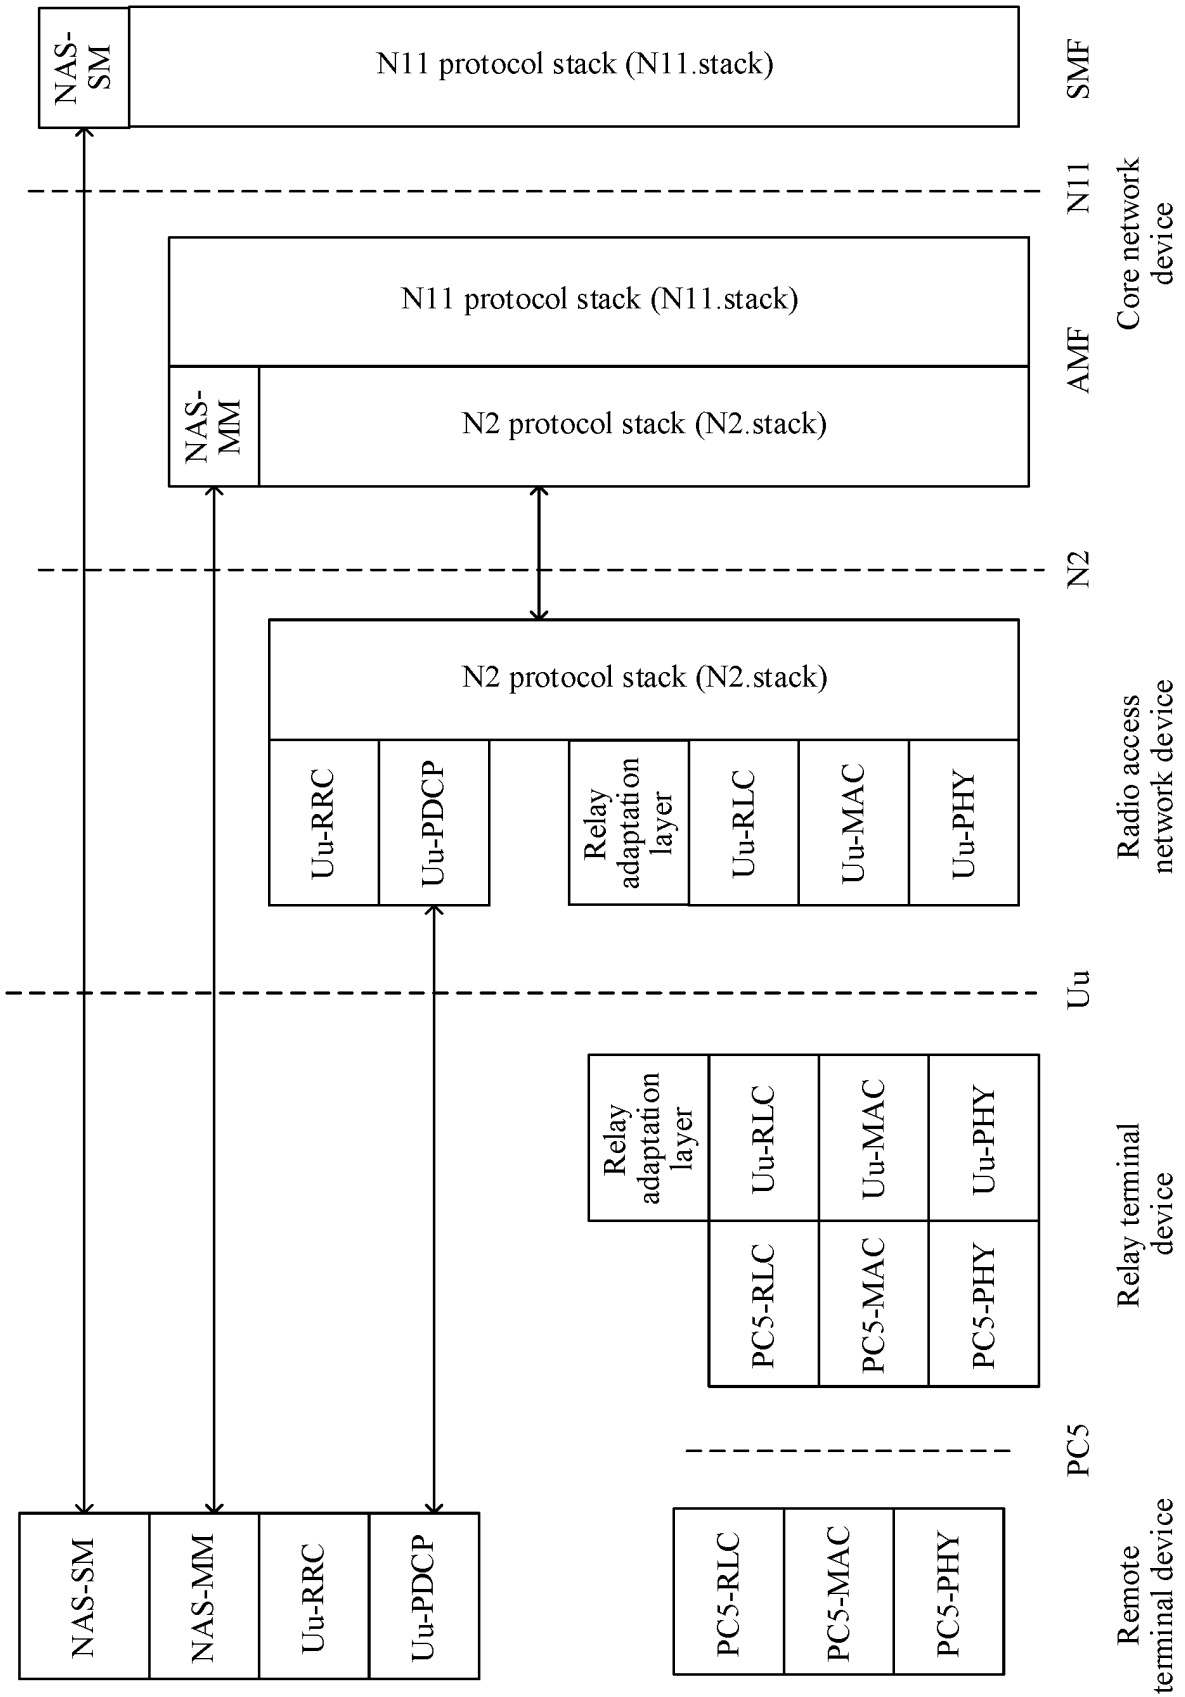 NAS-SM
NAS-MM
Uu-RRC
Uu-PDCP
PC5-RLC
PC5-MAC
PC5-PHY
Remote
terminal device
PC5
PC5-RLC
PC5-MAC
PC5-PHY
Relay
adaptation
layer
Uu-RLC
Uu-MAC
Uu-PHY
Relay terminal
device
Uu
Uu-RRC
Uu-PDCP
Relay
adaptation
layer
Uu-RLC
Uu-MAC
Uu-PHY
N2 protocol stack (N2.stack)
Radio access
network device
N2
NAS-
MM
N2 protocol stack (N2.stack)
N11 protocol stack (N11.stack)
AMF
N11
NAS-
SM
N11 protocol stack (N11.stack)
SMF
Core network
device